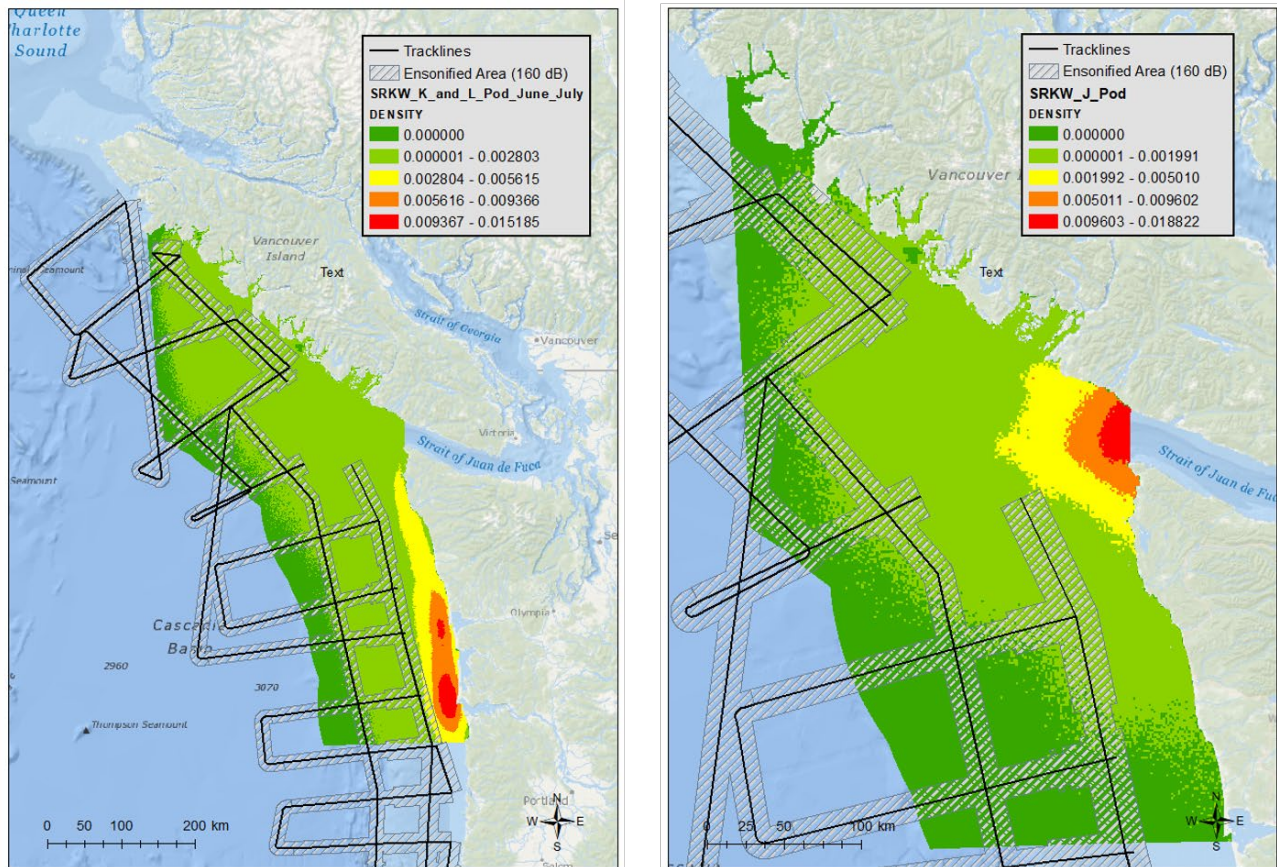 Queen
Charlotte
Sound
Tracklines
Ensonified Area (160 dB)
SRKW_K_and_L_Pod_June_July
DENSITY
0.000000
0.000001 - 0.002803
0.002804 - 0.005615
0.005616 - 0.009366
0.009367 - 0.015185
Vancouver
Island
Text
Seamount
Strait of Georgia
Vancouver
Victoria
Strait of Juan de Fuca
Seamount
Olympia
Cascadia
2960
3070
Thompson Seamount
Portland
Salem
N
W E
S
0 50 100 200 km
Tracklines
Ensonified Area (160 dB)
SRKW_J_Pod
DENSITY
0.000000
0.000001 - 0.001991
0.001992 - 0.005010
0.005011 - 0.009602
0.009603 - 0.018822
Vancouver I
Text
Strait of Juan de Fuca
N
W E
S
0 25 50 100 km